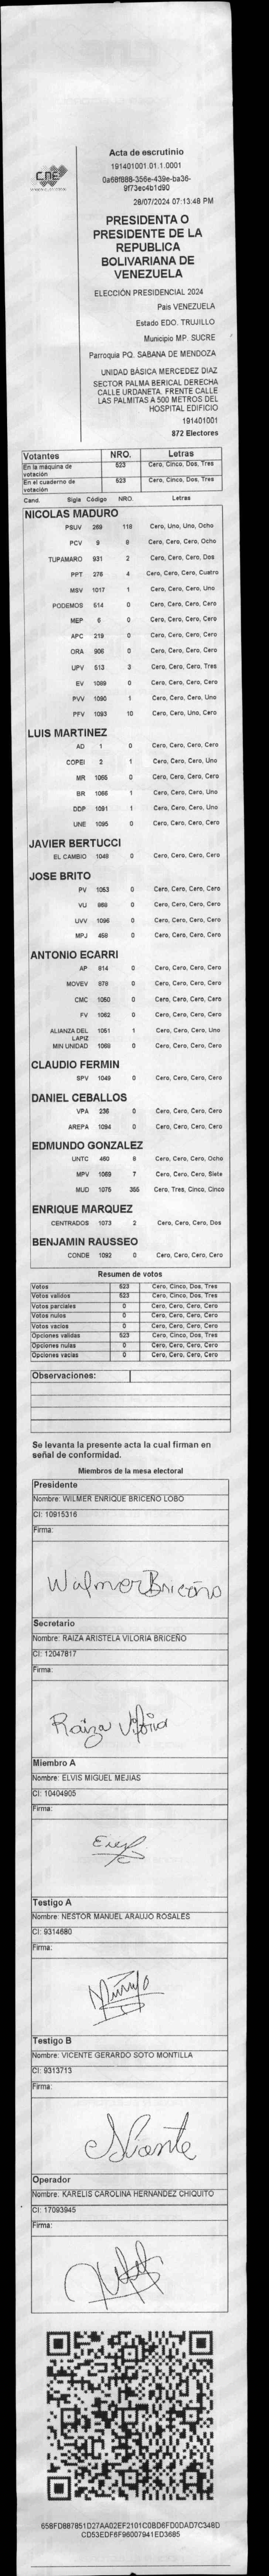 CNE
Acta de escrutinio
191401001.01.1.0001
0a68f888-356e-439e-ba36-
9f73ec4b1d90
28/07/2024 07:13:48 PM
PRESIDENTA O
PRESIDENTE DE LA
REPUBLICA
BOLIVARIANA DE
VENEZUELA
ELECCIÓN PRESIDENCIAL 2024
Pais VENEZUELA
Estado EDO. TRUJILLO
Municipio MP. SUCRE
Parroquia PQ. SABANA DE MENDOZA
UNIDAD BÁSICA MERCEDEZ DIAZ
SECTOR PALMA BERICAL DERECHA
CALLE URDANETA. FRENTE CALLE
LAS PALMITAS A 500 METROS DEL
HOSPITAL EDIFICIO
191401001
872 Electores
Votantes NRO. Letras
En la máquina de votación 523 Cero, Cinco, Dos, Tres
En el cuaderno de votación 523 Cero, Cinco, Dos, Tres
Cand. Sigla Código NRO. Letras
NICOLAS MADURO
PSUV 269 118 Cero, Uno, Uno, Ocho
PCV 9 8 Cero, Cero, Cero, Ocho
TUPAMARO 931 2 Cero, Cero, Cero, Dos
PPT 276 4 Cero, Cero, Cero, Cuatro
MSV 1017 1 Cero, Cero, Cero, Uno
PODEMOS 514 0 Cero, Cero, Cero, Cero
MEP 6 0 Cero, Cero, Cero, Cero
APC 219 0 Cero, Cero, Cero, Cero
ORA 906 0 Cero, Cero, Cero, Cero
UPV 513 3 Cero, Cero, Cero, Tres
EV 1089 0 Cero, Cero, Cero, Cero
PVV 1090 1 Cero, Cero, Cero, Uno
PFV 1093 10 Cero, Cero, Uno, Cero
LUIS MARTINEZ
AD 1 0 Cero, Cero, Cero, Cero
COPEI 2 1 Cero, Cero, Cero, Uno
MR 1065 0 Cero, Cero, Cero, Cero
BR 1066 1 Cero, Cero, Cero, Uno
DDP 1091 1 Cero, Cero, Cero, Uno
UNE 1095 0 Cero, Cero, Cero, Cero
JAVIER BERTUCCI
EL CAMBIO 1048 0 Cero, Cero, Cero, Cero
JOSE BRITO
PV 1053 0 Cero, Cero, Cero, Cero
VU 868 0 Cero, Cero, Cero, Cero
UVV 1096 0 Cero, Cero, Cero, Cero
MPJ 458 0 Cero, Cero, Cero, Cero
ANTONIO ECARRI
AP 814 0 Cero, Cero, Cero, Cero
MOVEV 578 0 Cero, Cero, Cero, Cero
CMC 1050 0 Cero, Cero, Cero, Cero
FV 1062 0 Cero, Cero, Cero, Cero
ALIANZA DEL LAPIZ 1051 1 Cero, Cero, Cero, Uno
MIN UNIDAD 1069 0 Cero, Cero, Cero, Cero
CLAUDIO FERMIN
SPV 1049 0 Cero, Cero, Cero, Cero
DANIEL CEBALLOS
VPA 236 0 Cero, Cero, Cero, Cero
AREPA 1094 0 Cero, Cero, Cero, Cero
EDMUNDO GONZALEZ
UNTC 460 8 Cero, Cero, Cero, Ocho
MPV 1069 7 Cero, Cero, Cero, Siete
MUD 1075 355 Cero, Tres, Cinco, Cinco
ENRIQUE MARQUEZ
CENTRADOS 1073 2 Cero, Cero, Cero, Dos
BENJAMIN RAUSSEO
CONDE 1092 0 Cero, Cero, Cero, Cero
Resumen de votos
Votos 523 Cero, Cinco, Dos, Tres
Votos validos 523 Cero, Cinco, Dos, Tres
Votos parciales 0 Cero, Cero, Cero, Cero
Votos nulos 0 Cero, Cero, Cero, Cero
Votos vacios 0 Cero, Cero, Cero, Cero
Opciones validas 523 Cero, Cinco, Dos, Tres
Opciones nulas 0 Cero, Cero, Cero, Cero
Opciones vacias 0 Cero, Cero, Cero, Cero
Observaciones:
Se levanta la presente acta la cual firman en
señal de conformidad.
Miembros de la mesa electoral
Presidente
Nombre: WILMER ENRIQUE BRICEÑO LOBO
CI: 10915316
Firma:
Wilmer Briceño
Secretario
Nombre: RAIZA ARISTELA VILORIA BRICEÑO
CI: 12047817
Firma:
Raiza Viloria
Miembro A
Nombre: ELVIS MIGUEL MEJIAS
CI: 10404905
Firma:
Testigo A
Nombre: NESTOR MANUEL ARAUJO ROSALES
CI: 9314680
Firma:
Testigo B
Nombre: VICENTE GERARDO SOTO MONTILLA
CI: 9313713
Firma:
Operador
Nombre: KARELIS CAROLINA HERNANDEZ CHIQUITO
CI: 17093945
Firma:
658FD887851D27AA02EF2101C0BD6FD0DAD7C348D
CD53EDF6F96007941ED3685